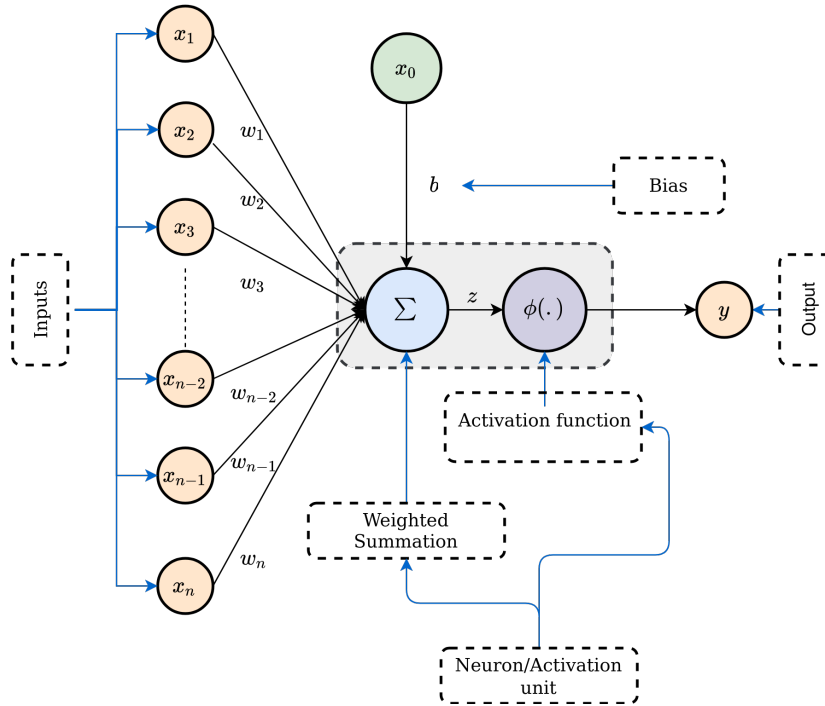 x₁
x₀
x₂
w₁
b
Bias
w₂
x₃
w₃
Inputs
∑
z
ϕ(.)
y
Output
xₙ₋₂
wₙ₋₂
Activation function
wₙ₋₁
xₙ₋₁
Weighted
Summation
wₙ
xₙ
Neuron/Activation
unit